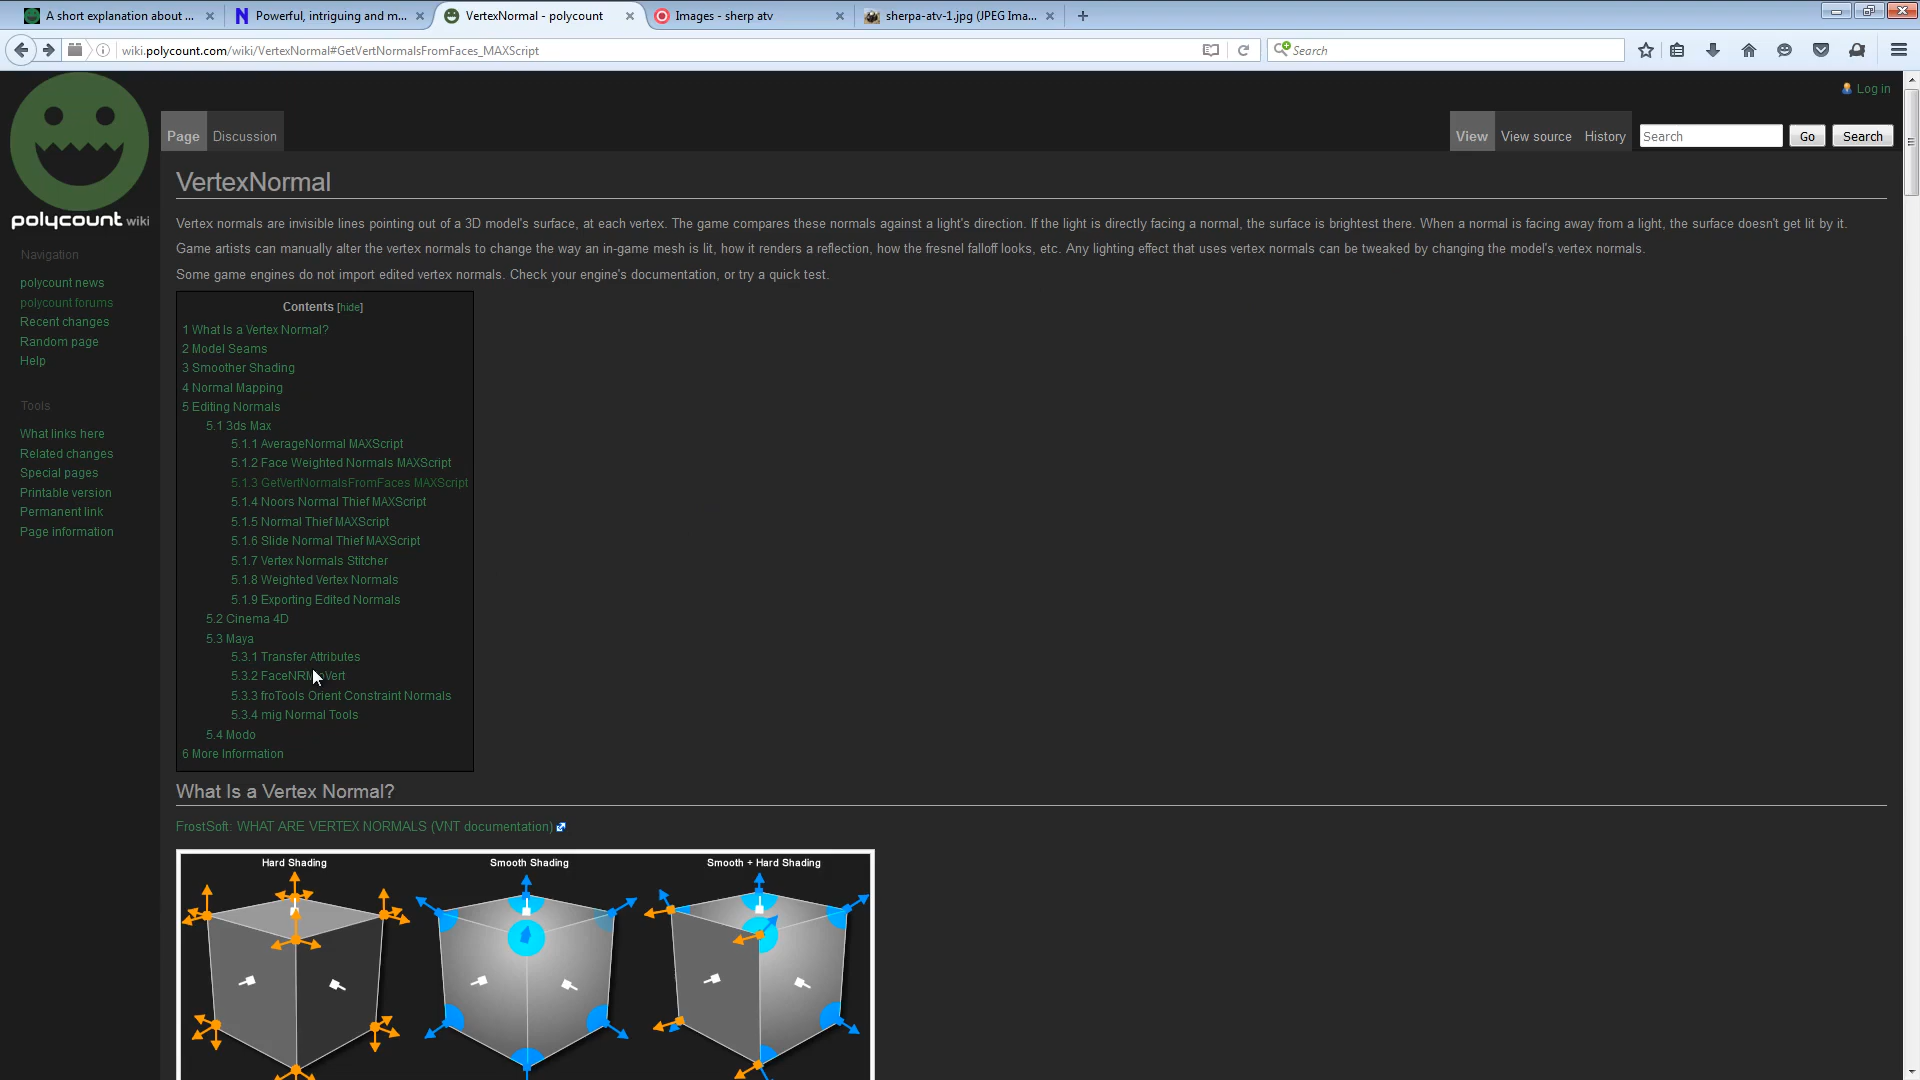 A short explanation about ...
Powerful, intriguing and m...
VertexNormal - polycount
Images - sherp atv
sherpa-atv-1.jpg (JPEG Ima...
wiki.polycount.com/wiki/VertexNormal#GetVertNormalsFromFaces_MAXScript
Search
Log in
Page
Discussion
View
View source
History
Search
Go
Search
polycount wiki
VertexNormal
Vertex normals are invisible lines pointing out of a 3D model's surface, at each vertex. The game compares these normals against a light's direction. If the light is directly facing a normal, the surface is brightest there. When a normal is facing away from a light, the surface doesn't get lit by it.
Game artists can manually alter the vertex normals to change the way an in-game mesh is lit, how it renders a reflection, how the fresnel falloff looks, etc. Any lighting effect that uses vertex normals can be tweaked by changing the model's vertex normals.
Some game engines do not import edited vertex normals. Check your engine's documentation, or try a quick test.
Navigation
polycount news
polycount forums
Recent changes
Random page
Help
Tools
What links here
Related changes
Special pages
Printable version
Permanent link
Page information
Contents [hide]
1 What Is a Vertex Normal?
2 Model Seams
3 Smoother Shading
4 Normal Mapping
5 Editing Normals
5.1 3ds Max
5.1.1 AverageNormal MAXScript
5.1.2 Face Weighted Normals MAXScript
5.1.3 GetVertNormalsFromFaces MAXScript
5.1.4 Noors Normal Thief MAXScript
5.1.5 Normal Thief MAXScript
5.1.6 Slide Normal Thief MAXScript
5.1.7 Vertex Normals Stitcher
5.1.8 Weighted Vertex Normals
5.1.9 Exporting Edited Normals
5.2 Cinema 4D
5.3 Maya
5.3.1 Transfer Attributes
5.3.2
5.3.3 froTools Orient Constraint Normals
5.3.4 mig Normal Tools
5.4 Modo
6 More Information
What Is a Vertex Normal?
FrostSoft: WHAT ARE VERTEX NORMALS (VNT documentation)
Hard Shading
Smooth Shading
Smooth + Hard Shading